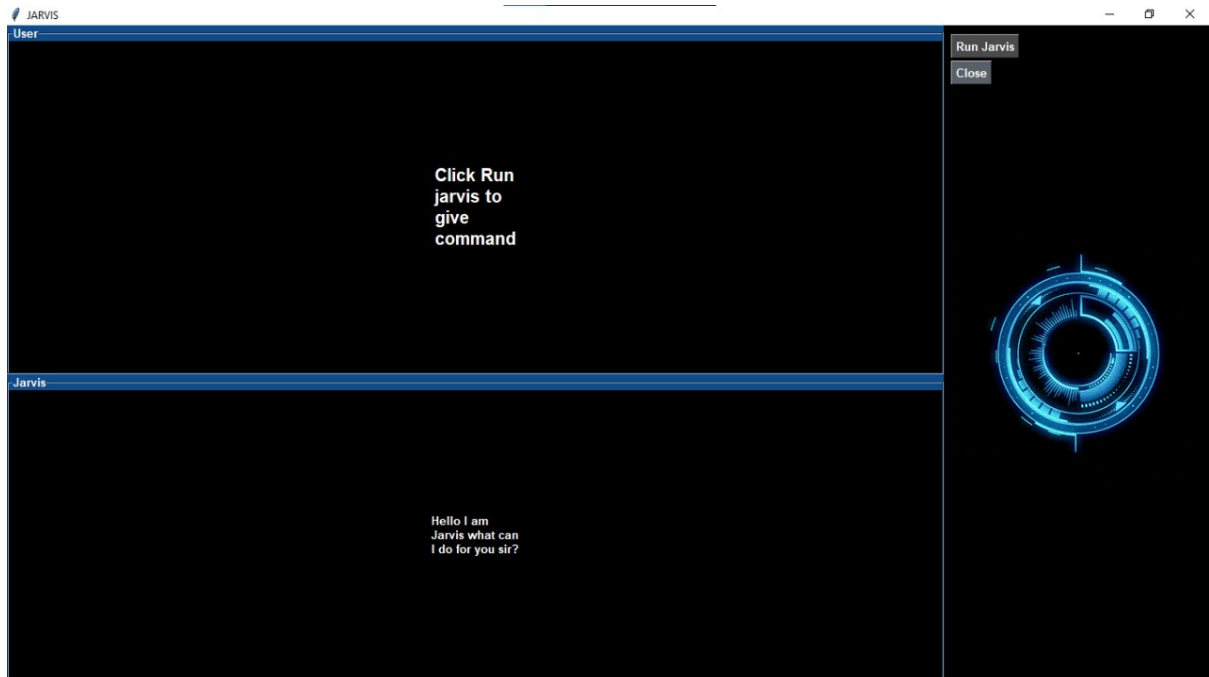 JARVIS
User
Run Jarvis
Close
Click Run
jarvis to
give
command
Jarvis
Hello I am
Jarvis what can
I do for you sir?